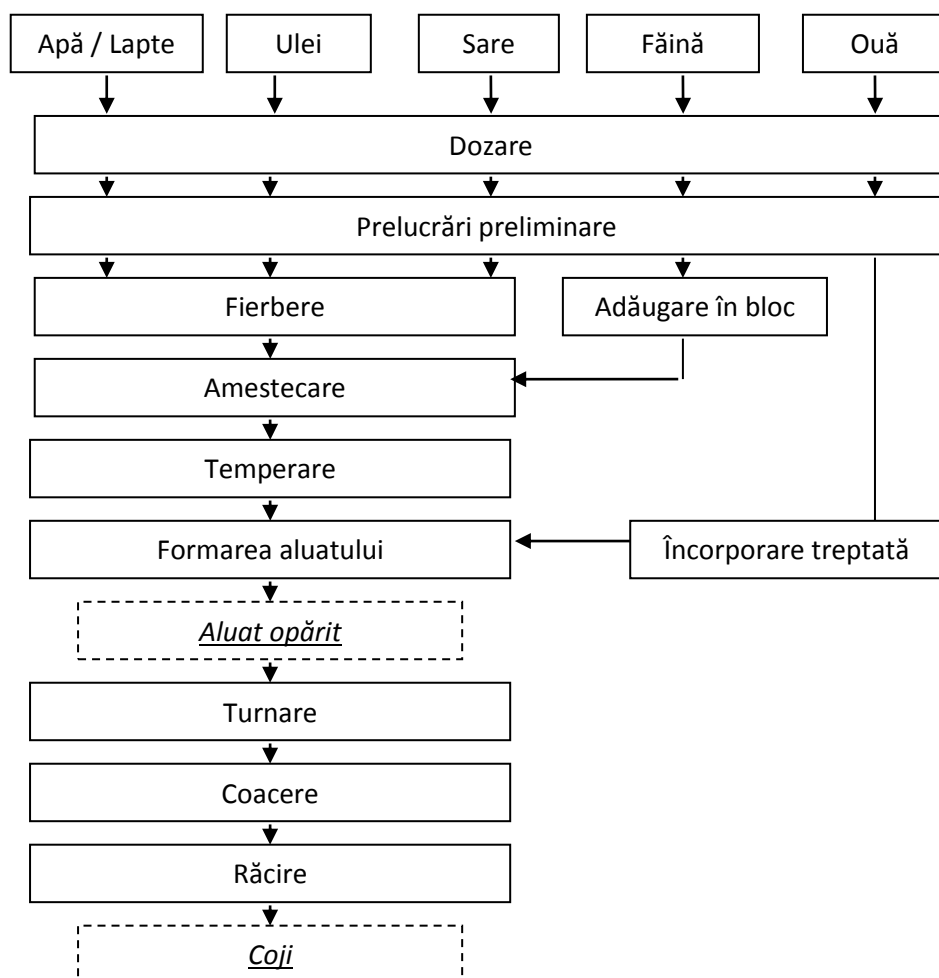 Apă / Lapte
Ulei
Sare
Făină
Ouă
Dozare
Prelucrări preliminare
Fierbere
Adăugare în bloc
Amestecare
Temperare
Formarea aluatului
Încorporare treptată
Aluat opărit
Turnare
Coacere
Răcire
Coji